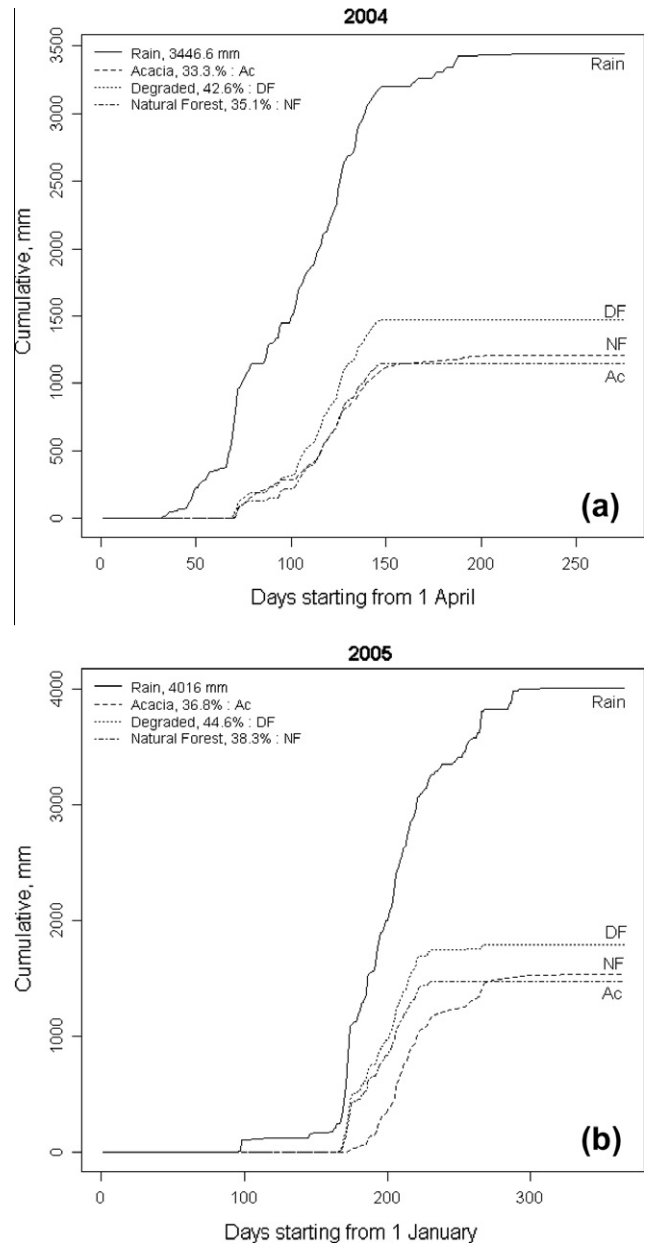 2004
Rain, 3446.6 mm
Acacia, 33.3.% : Ac
Degraded, 42.6% : DF
Natural Forest, 35.1% : NF
Rain
DF
NF
Ac
(a)
Cumulative, mm
0
500
1000
1500
2000
2500
3000
3500
0
50
100
150
200
250
Days starting from 1 April
2005
Rain, 4016 mm
Acacia, 36.8% : Ac
Degraded, 44.6% : DF
Natural Forest, 38.3% : NF
Rain
DF
NF
Ac
(b)
Cumulative, mm
0
1000
2000
3000
4000
0
100
200
300
Days starting from 1 January